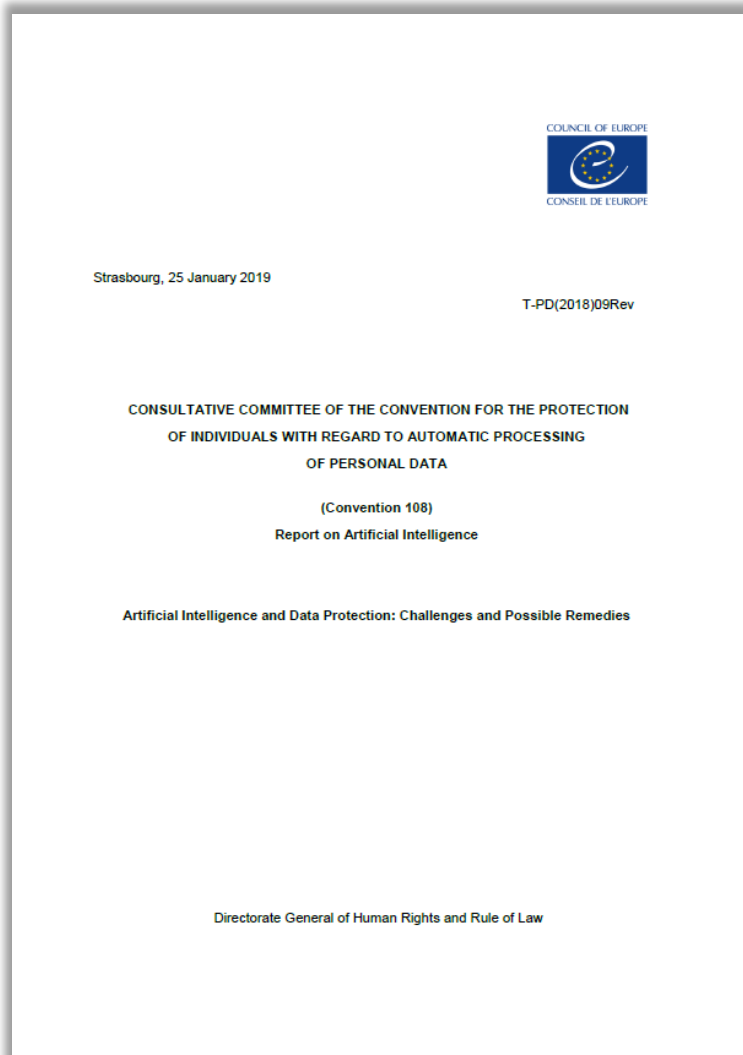 COUNCIL OF EUROPE
CONSEIL DE L'EUROPE
Strasbourg, 25 January 2019
T-PD(2018)09Rev
CONSULTATIVE COMMITTEE OF THE CONVENTION FOR THE PROTECTION
OF INDIVIDUALS WITH REGARD TO AUTOMATIC PROCESSING
OF PERSONAL DATA
(Convention 108)
Report on Artificial Intelligence
Artificial Intelligence and Data Protection: Challenges and Possible Remedies
Directorate General of Human Rights and Rule of Law